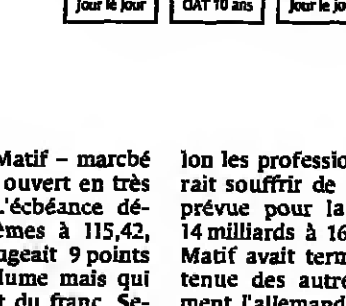 Jour le jour
OAT 10 ans
Jour le jo
Matif – marché
ouvert en très
L'échéance dé-
èmes à 115,42,
geait 9 points
lume mais qui
t du franc. Se-
lon les professio
rait souffrir de
prévue pour la
14 milliards à 16
Matif avait term
tenue des autre
ment l'allemand